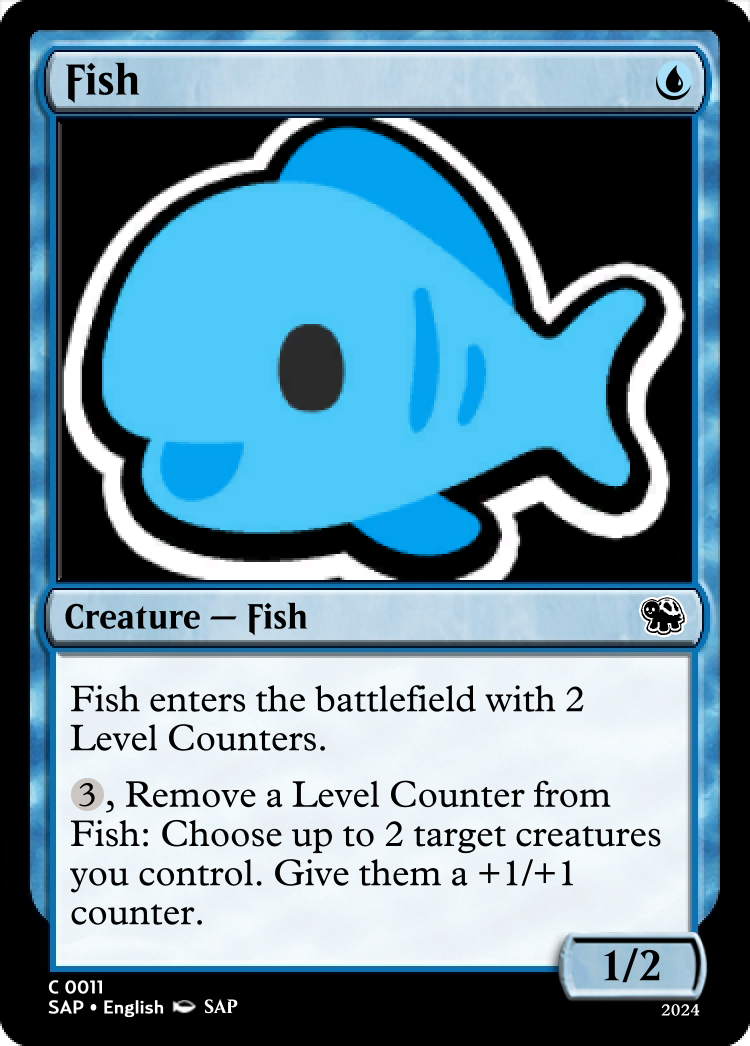 Fish
Creature — Fish
Fish enters the battlefield with 2
Level Counters.
3, Remove a Level Counter from
Fish: Choose up to 2 target creatures
you control. Give them a +1/+1
counter.
1/2
C 0011
SAP • English SAP
2024